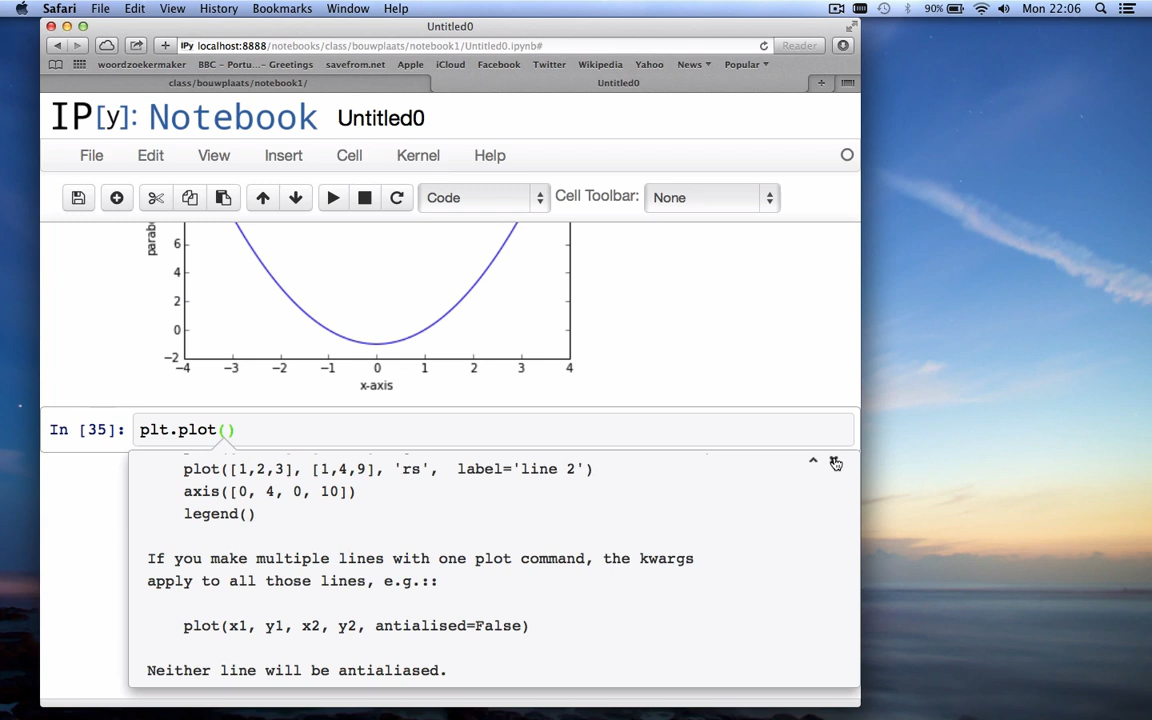 Safari File Edit View History Bookmarks Window Help 90% Mon 22:06
Untitled0
IPy localhost:8888/notebooks/class/bouwplaats/notebook1/Untitled0.ipynb# Reader
woordzoekermaker BBC – Portu...– Greetings savefrom.net Apple iCloud Facebook Twitter Wikipedia Yahoo News Popular
class/bouwplaats/notebook1/ Untitled0
IP[y]: Notebook Untitled0
File Edit View Insert Cell Kernel Help
Code Cell Toolbar: None
6
4
2
0
−2
−4 −3 −2 −1 0 1 2 3 4
x-axis
In [35]: plt.plot()
plot([1,2,3], [1,4,9], 'rs', label='line 2')
axis([0, 4, 0, 10])
legend()
If you make multiple lines with one plot command, the kwargs
apply to all those lines, e.g.::
plot(x1, y1, x2, y2, antialised=False)
Neither line will be antialiased.